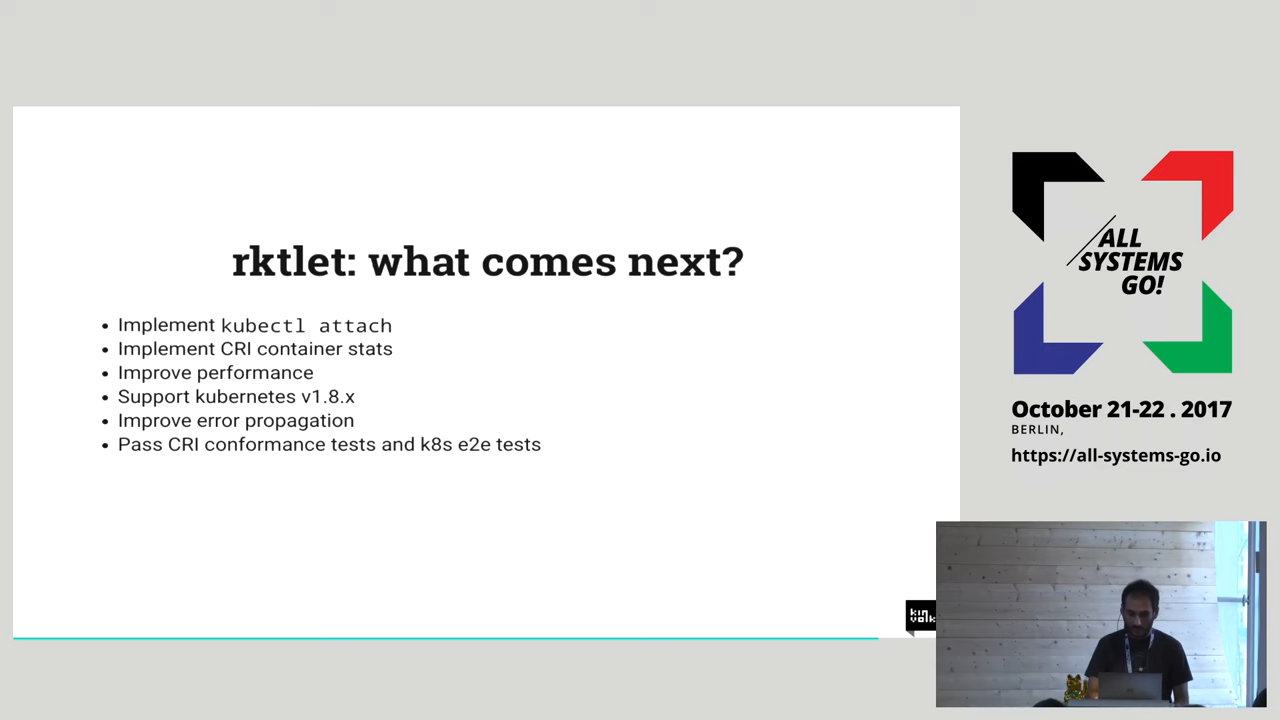 rktlet: what comes next?
Implement kubectl attach
Implement CRI container stats
Improve performance
Support kubernetes v1.8.x
Improve error propagation
Pass CRI conformance tests and k8s e2e tests
kin
volk
ALL
SYSTEMS
GO!
October 21-22 . 2017
BERLIN,
https://all-systems-go.io